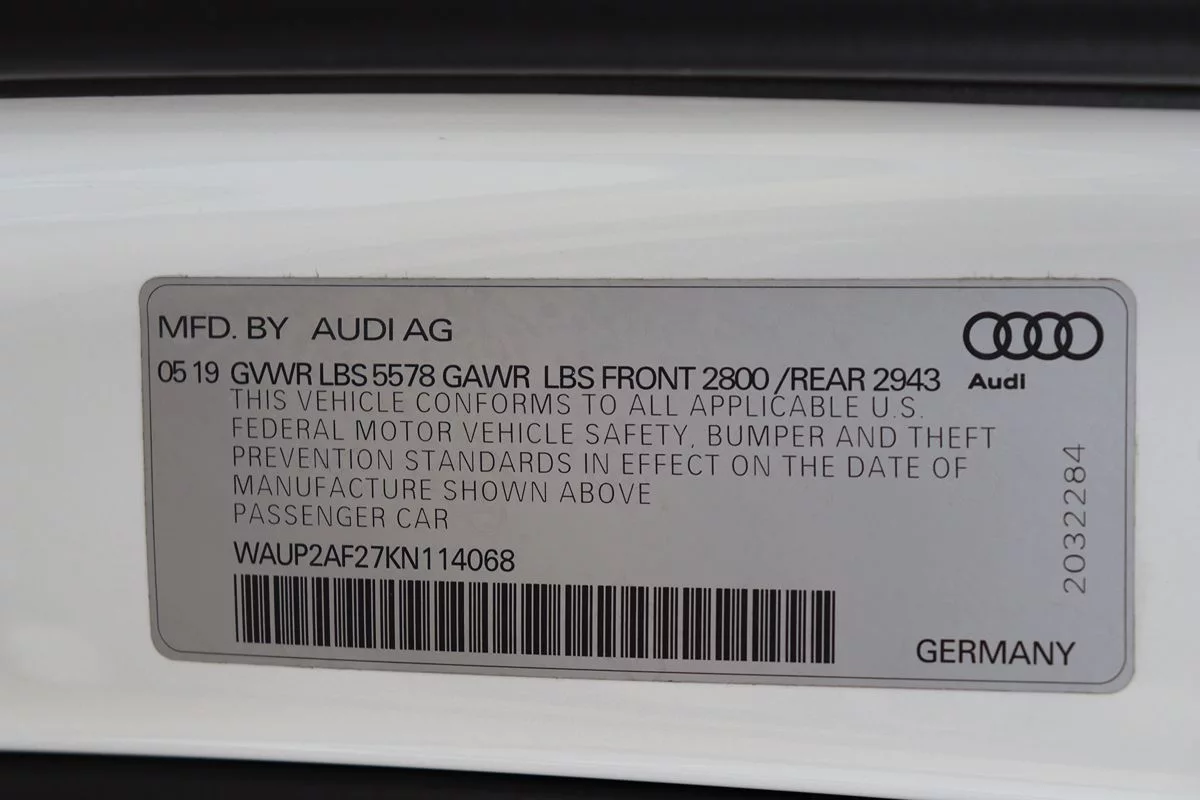 MFD. BY AUDI AG
Audi
05 19 GVWR LBS 5578 GAWR LBS FRONT 2800 /REAR 2943
THIS VEHICLE CONFORMS TO ALL APPLICABLE U.S.
FEDERAL MOTOR VEHICLE SAFETY, BUMPER AND THEFT
PREVENTION STANDARDS IN EFFECT ON THE DATE OF
MANUFACTURE SHOWN ABOVE
PASSENGER CAR
WAUP2AF27KN114068
2032284
GERMANY